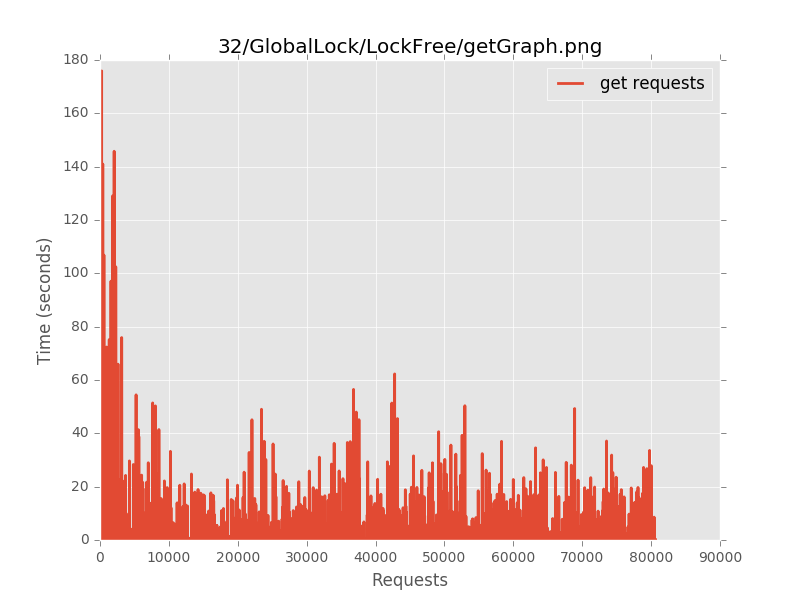 32/GlobalLock/LockFree/getGraph.png
get requests
Time (seconds)
180
160
140
120
100
80
60
40
20
0
0 10000 20000 30000 40000 50000 60000 70000 80000 90000
Requests